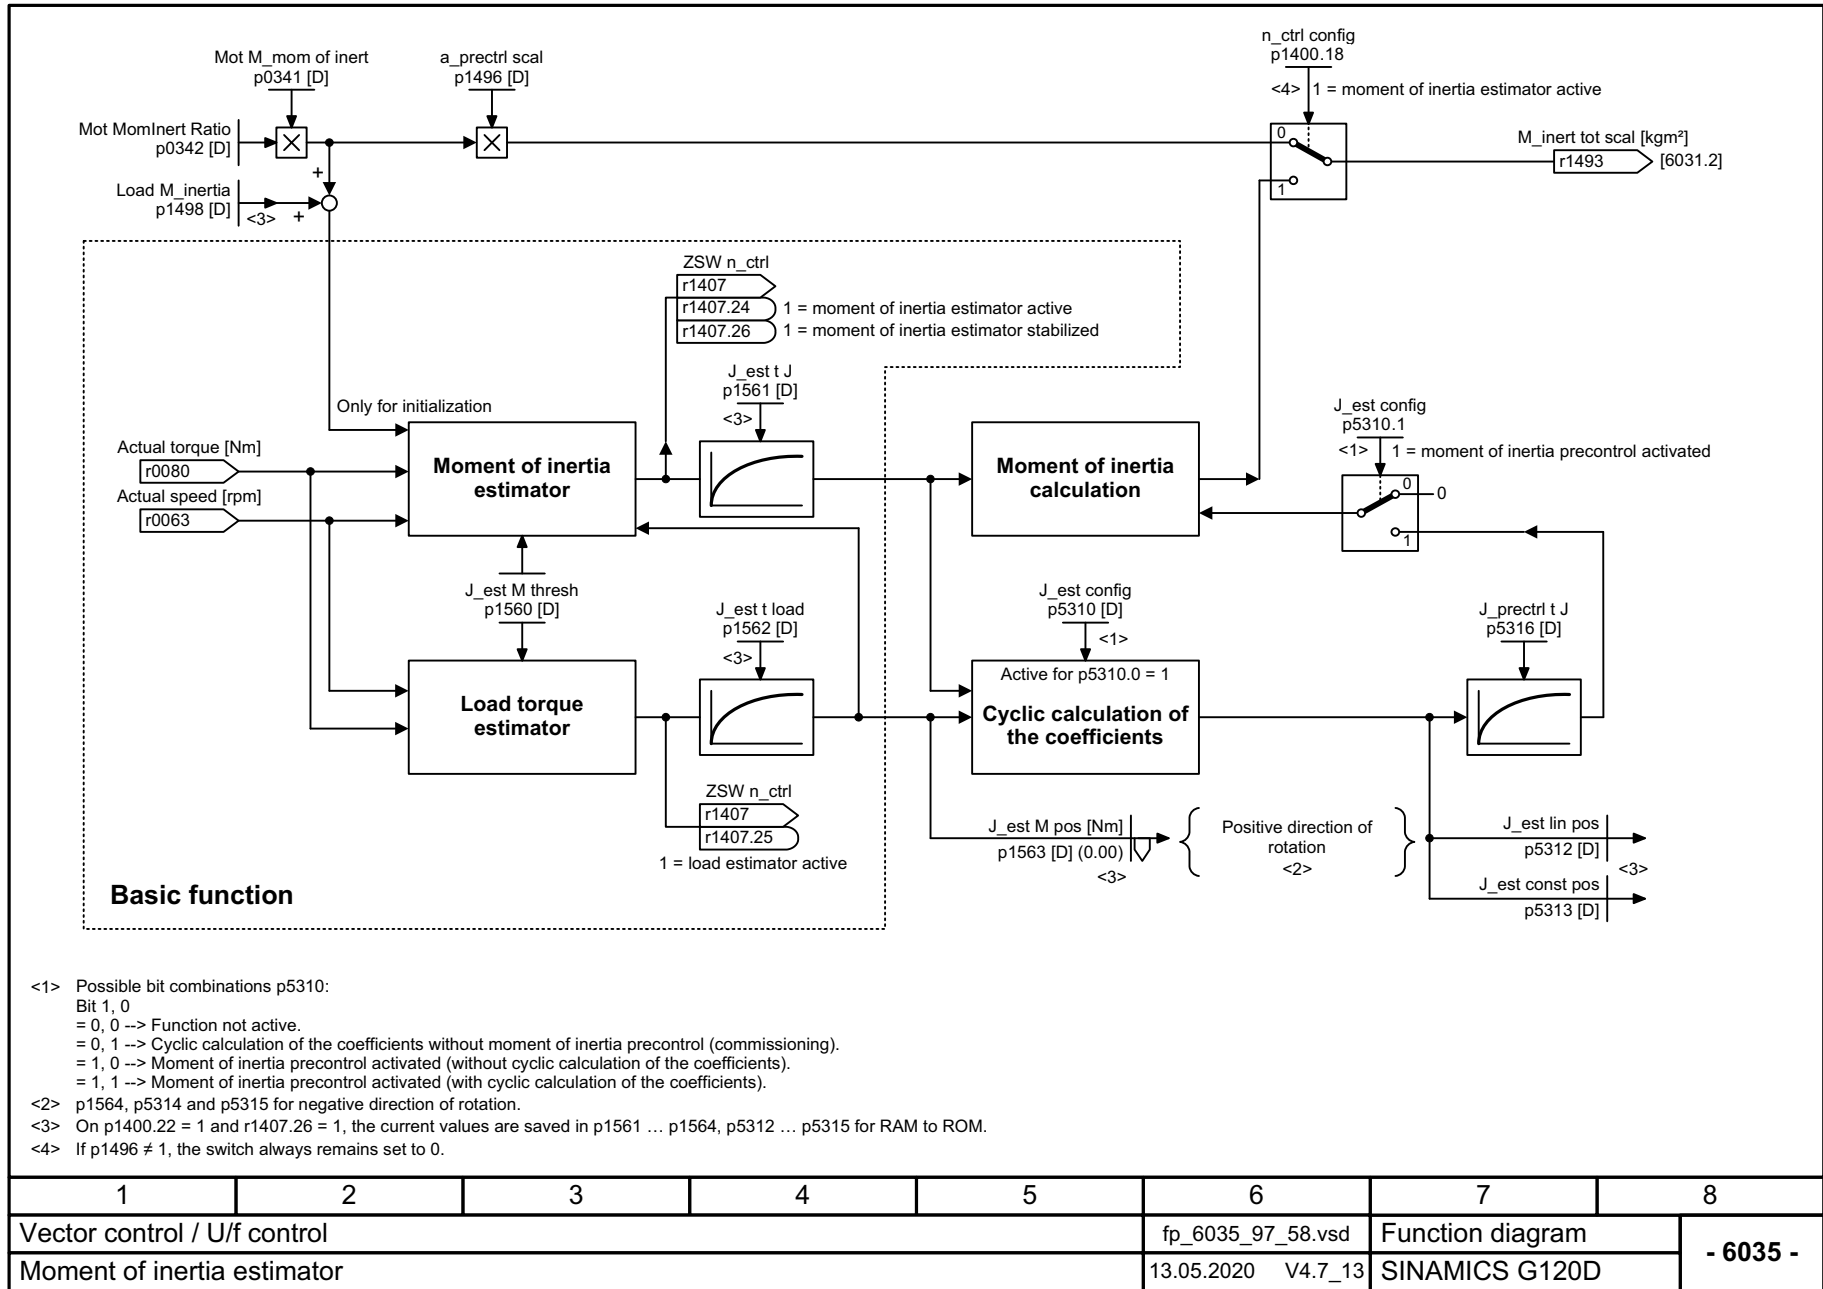 Mot M_mom of inert
p0341 [D]
a_prectrl scal
p1496 [D]
n_ctrl config
p1400.18
<4>
1 = moment of inertia estimator active
Mot MomInert Ratio
p0342 [D]
0
1
M_inert tot scal [kgm²]
r1493
[6031.2]
+
Load M_inertia
p1498 [D]
<3>
+
ZSW n_ctrl
r1407
r1407.24
1 = moment of inertia estimator active
r1407.26
1 = moment of inertia estimator stabilized
J_est t J
p1561 [D]
<3>
Only for initialization
Actual torque [Nm]
r0080
Actual speed [rpm]
r0063
Moment of inertia
estimator
Moment of inertia
calculation
J_est config
p5310.1
<1>
1 = moment of inertia precontrol activated
0
0
1
J_est M thresh
p1560 [D]
J_est t load
p1562 [D]
<3>
J_est config
p5310 [D]
<1>
J_prectrl t J
p5316 [D]
Load torque
estimator
Active for p5310.0 = 1
Cyclic calculation of
the coefficients
ZSW n_ctrl
r1407
r1407.25
1 = load estimator active
J_est M pos [Nm]
p1563 [D] (0.00)
<3>
Positive direction of
rotation
<2>
J_est lin pos
p5312 [D]
<3>
J_est const pos
p5313 [D]
Basic function
<1> Possible bit combinations p5310:
Bit 1, 0
= 0, 0 --> Function not active.
= 0, 1 --> Cyclic calculation of the coefficients without moment of inertia precontrol (commissioning).
= 1, 0 --> Moment of inertia precontrol activated (without cyclic calculation of the coefficients).
= 1, 1 --> Moment of inertia precontrol activated (with cyclic calculation of the coefficients).
<2> p1564, p5314 and p5315 for negative direction of rotation.
<3> On p1400.22 = 1 and r1407.26 = 1, the current values are saved in p1561 … p1564, p5312 … p5315 for RAM to ROM.
<4> If p1496 ≠ 1, the switch always remains set to 0.
1 2 3 4 5 6 7 8
Vector control / U/f control
fp_6035_97_58.vsd
Function diagram
- 6035 -
Moment of inertia estimator
13.05.2020 V4.7_13
SINAMICS G120D